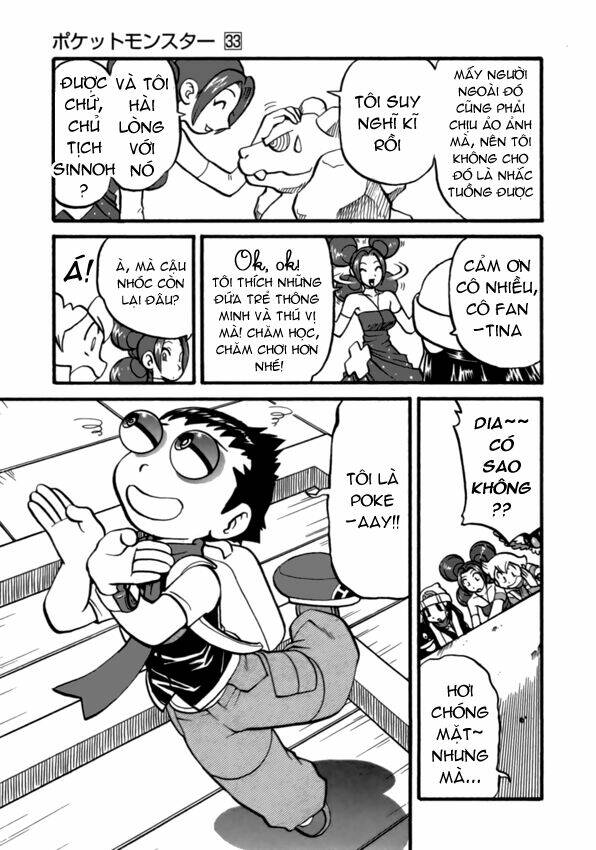 ポケットモンスター 33
MẤY NGƯỜI
NGOÀI ĐÓ
CŨNG PHẢI
CHỊU ẢO ẢNH
MÀ, NÊN TÔI
KHÔNG CHO
ĐÓ LÀ NHẤC
TUỒNG ĐƯỢC
TÔI SUY
NGHĨ KĨ
RỒI
VÀ TÔI
HÀI
LÒNG
VỚI
NÓ
ĐƯỢC
CHỨ,
CHỦ
TỊCH
SINNOH
?
CẢM ƠN
CÔ NHIỀU,
CÔ FAN
-TINA
Ok, ok!
TÔI THÍCH NHỮNG
ĐỨA TRẺ THÔNG
MINH VÀ THÚ VỊ
MÀ! CHĂM HỌC,
CHĂM CHƠI HƠN
NHÉ!
À, MÀ CẬU
NHÓC CÒN
LẠI ĐÂU?
Á!
DIA~~
CÓ
SAO
KHÔNG
??
HƠI
CHÓNG
MẶT~
NHƯNG
MÀ...
TÔI LÀ
POKE
-AAY!!